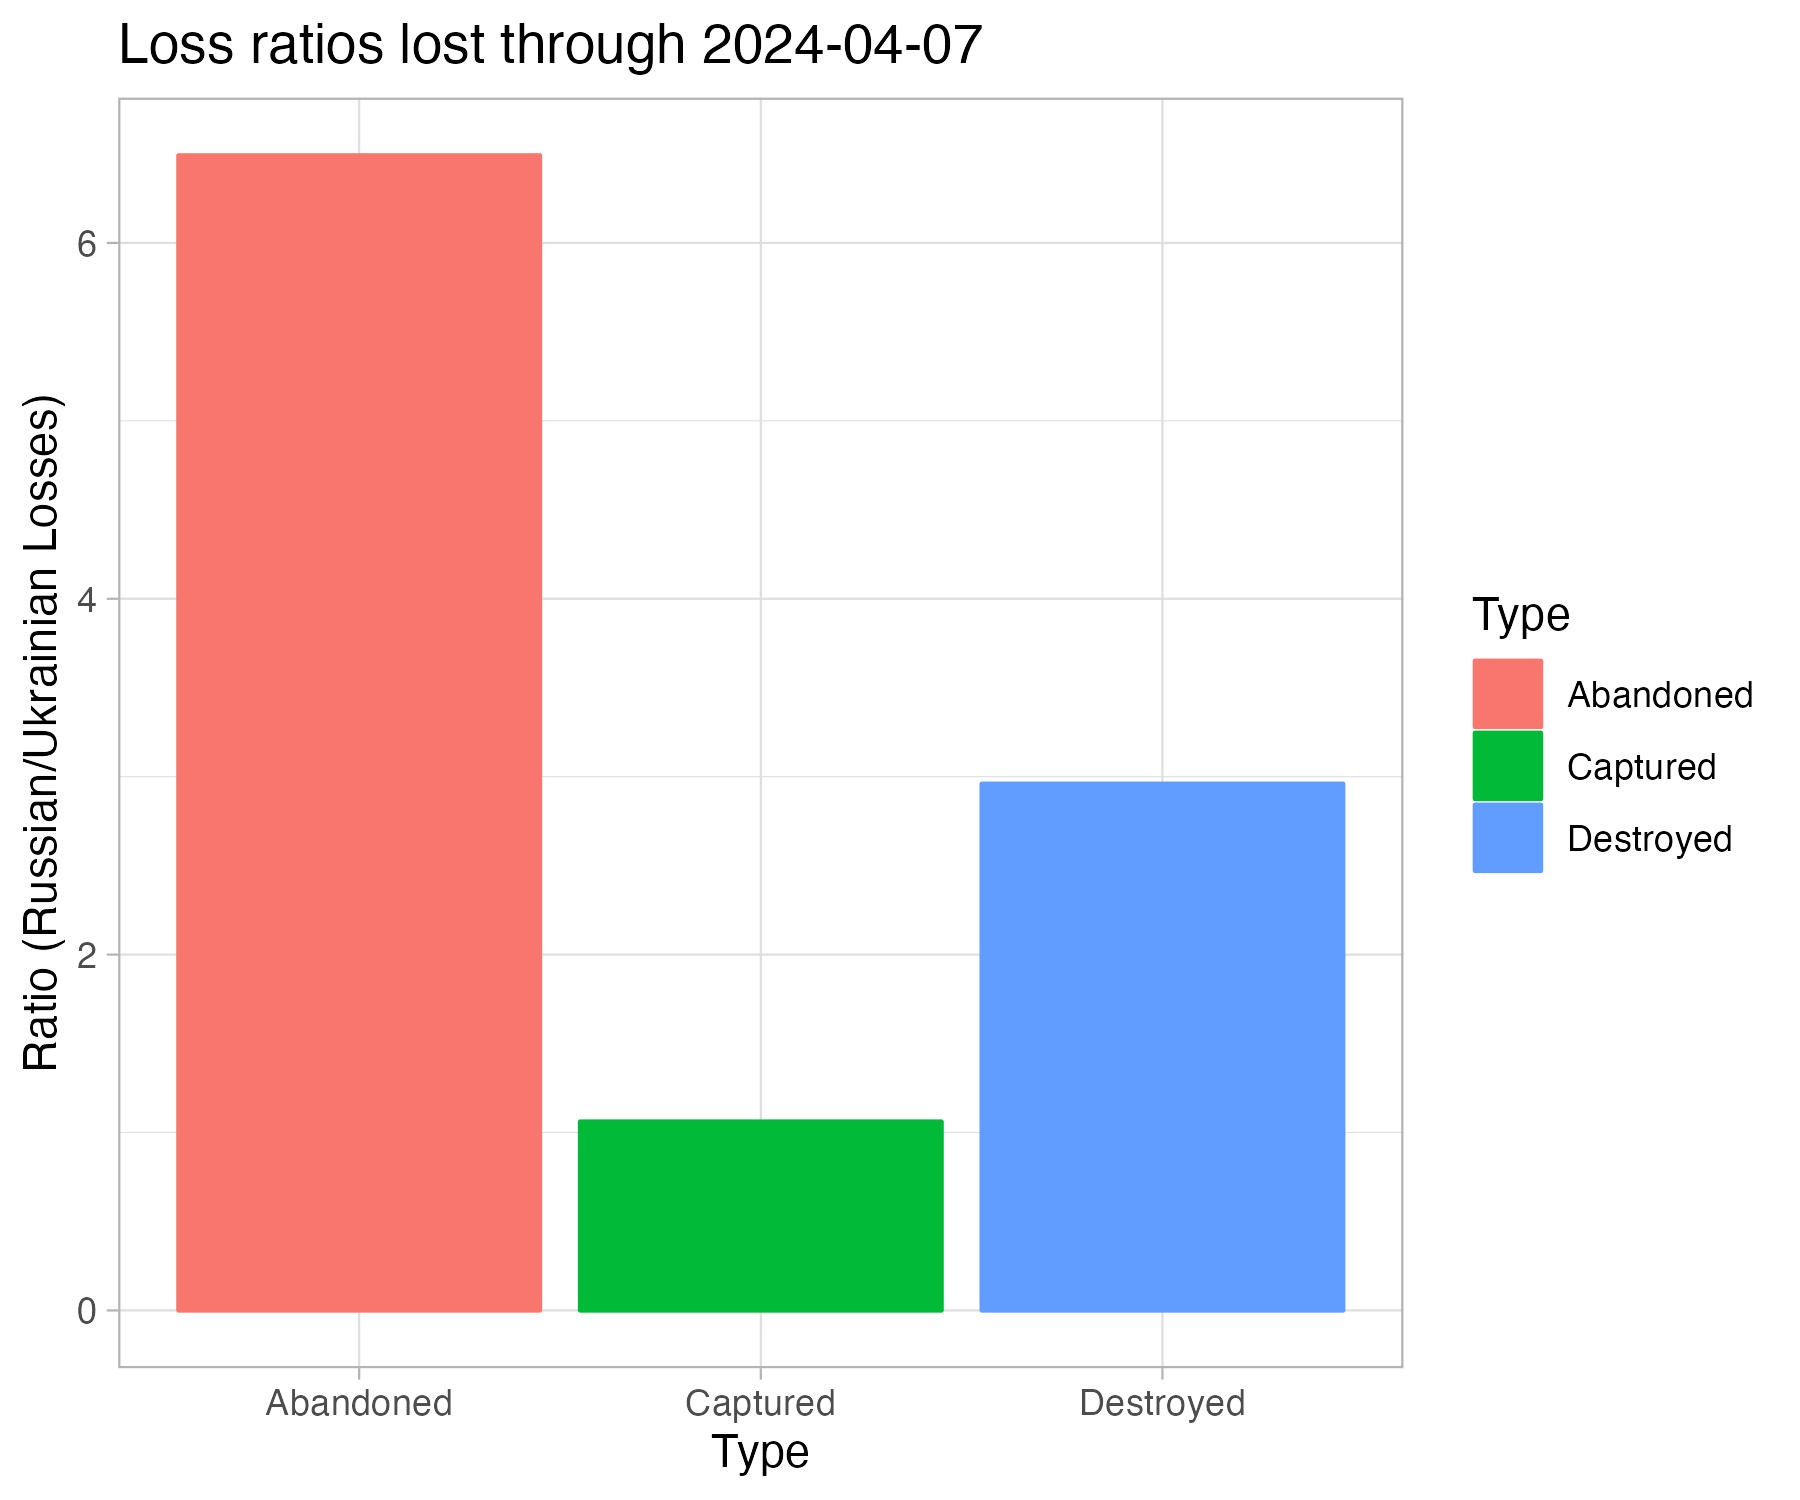 Loss ratios lost through 2024-04-07
Ratio (Russian/Ukrainian Losses)
6
4
2
0
Abandoned
Captured
Destroyed
Type
Type
Abandoned
Captured
Destroyed